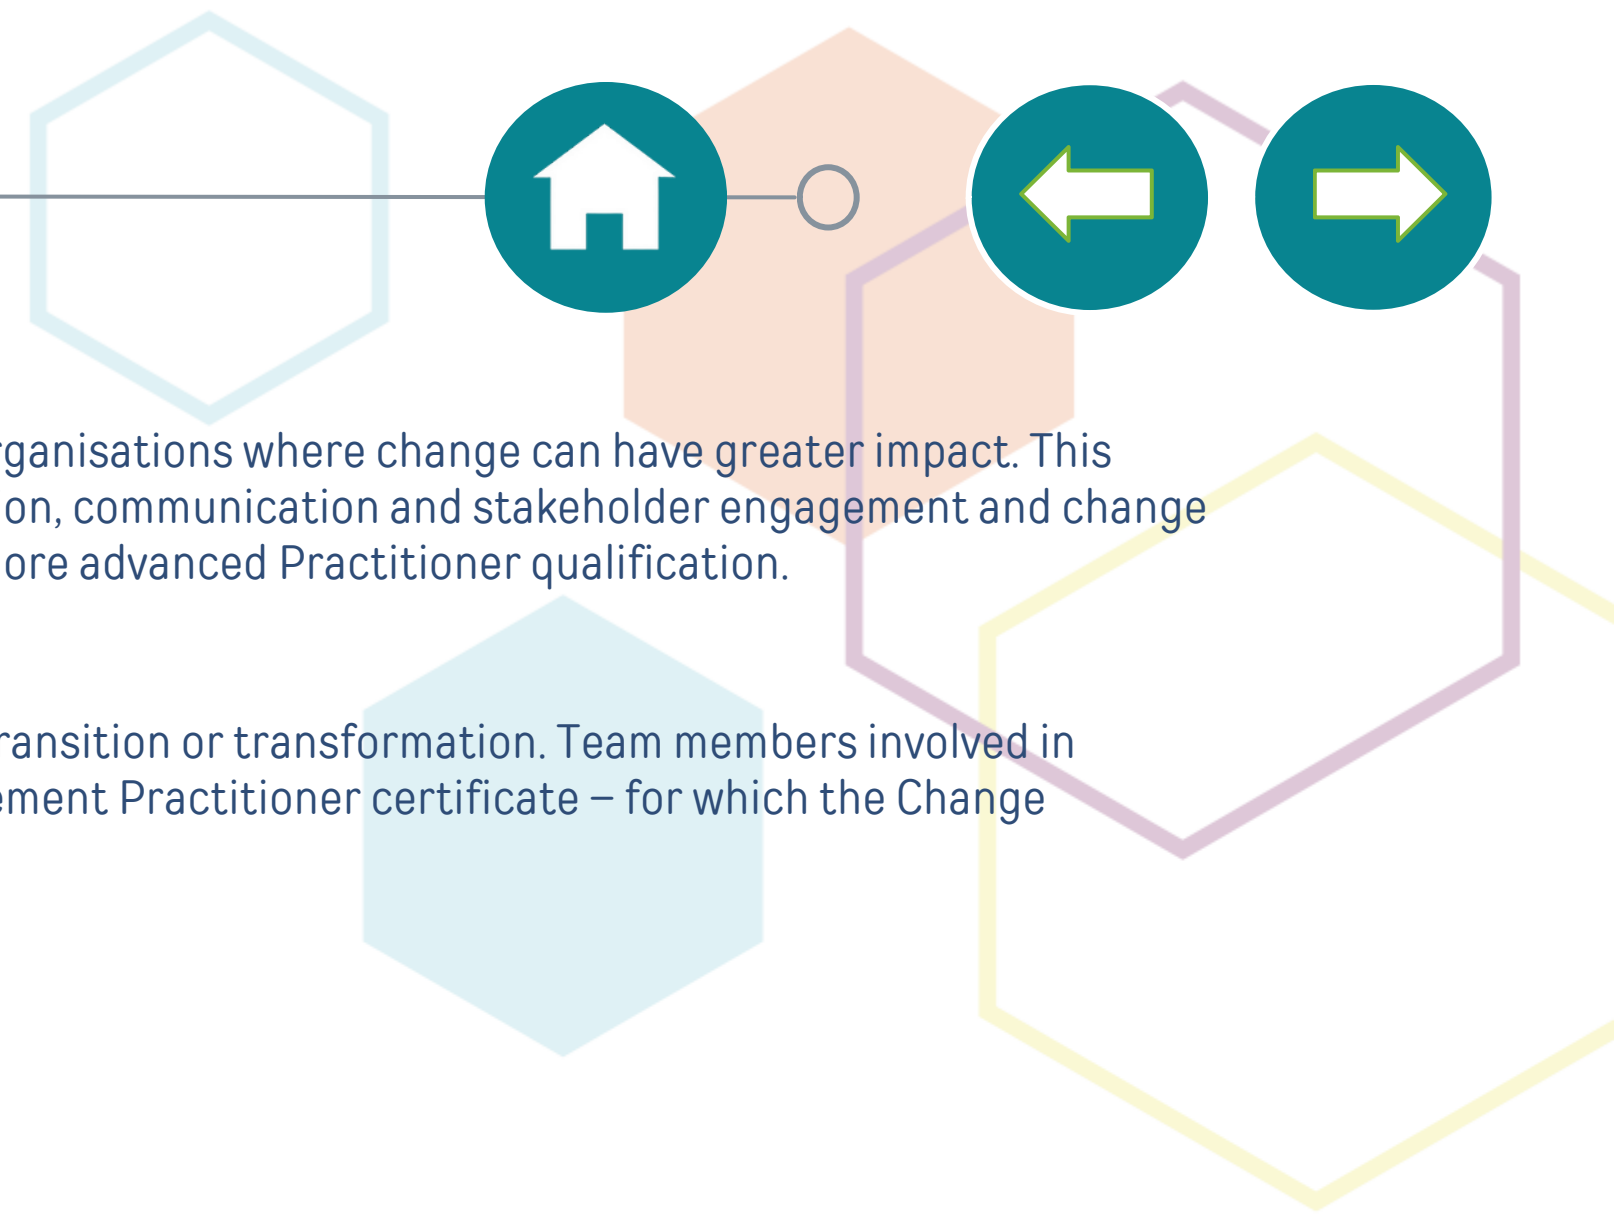 rganisations where change can have greater impact. This
on, communication and stakeholder engagement and change
ore advanced Practitioner qualification.
ransition or transformation. Team members involved in
ement Practitioner certificate – for which the Change